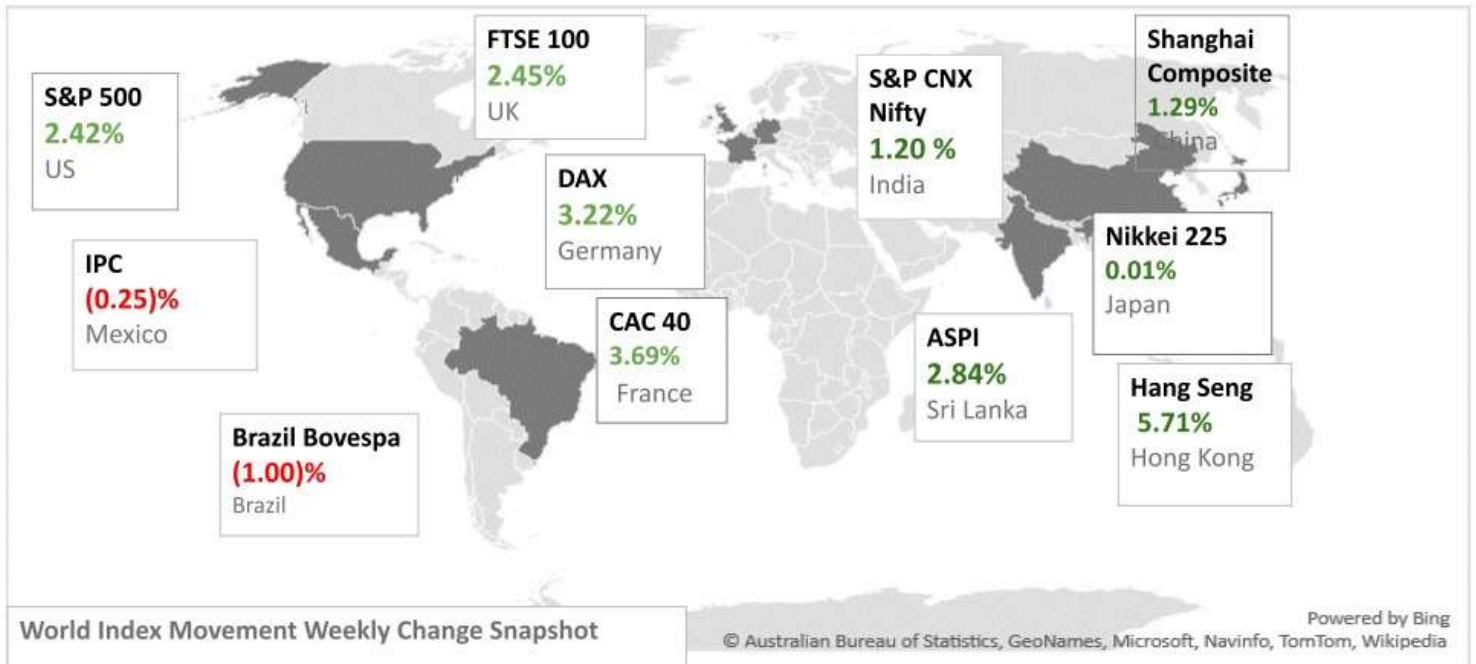 S&P 500
2.42%
US
FTSE 100
2.45%
UK
S&P CNX
Nifty
1.20 %
India
Shanghai
Composite
1.29%
China
IPC
(0.25)%
Mexico
DAX
3.22%
Germany
Nikkei 225
0.01%
Japan
CAC 40
3.69%
France
ASPI
2.84%
Sri Lanka
Hang Seng
5.71%
Hong Kong
Brazil Bovespa
(1.00)%
Brazil
World Index Movement Weekly Change Snapshot
Powered by Bing
© Australian Bureau of Statistics, GeoNames, Microsoft, Navinfo, TomTom, Wikipedia